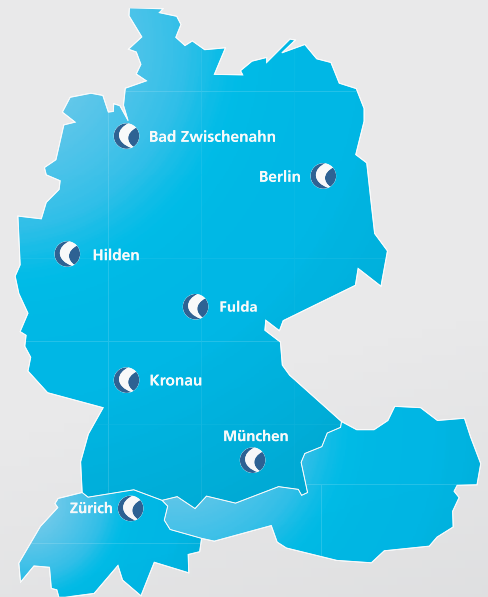 Bad Zwischenahn
Berlin
Hilden
Fulda
Kronau
München
Zürich